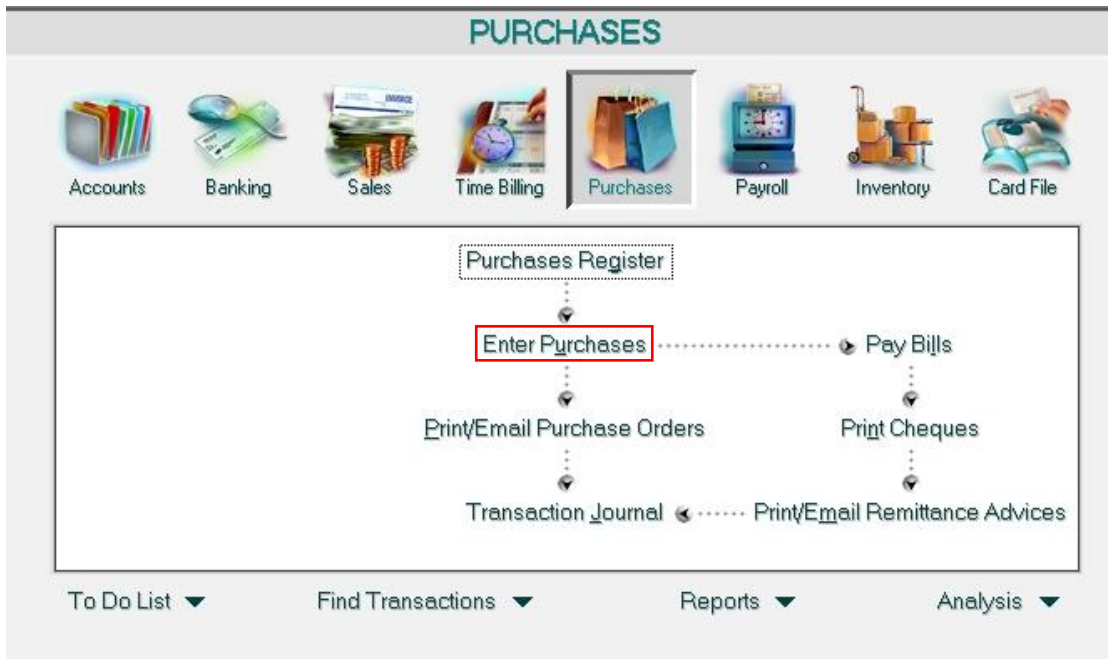 PURCHASES
INVOICE
Accounts Banking Sales Time Billing Purchases Payroll Inventory Card File
Purchases Register
Enter Purchases Pay Bills
Print/Email Purchase Orders Print Cheques
Transaction Journal Print/Email Remittance Advices
To Do List Find Transactions Reports Analysis